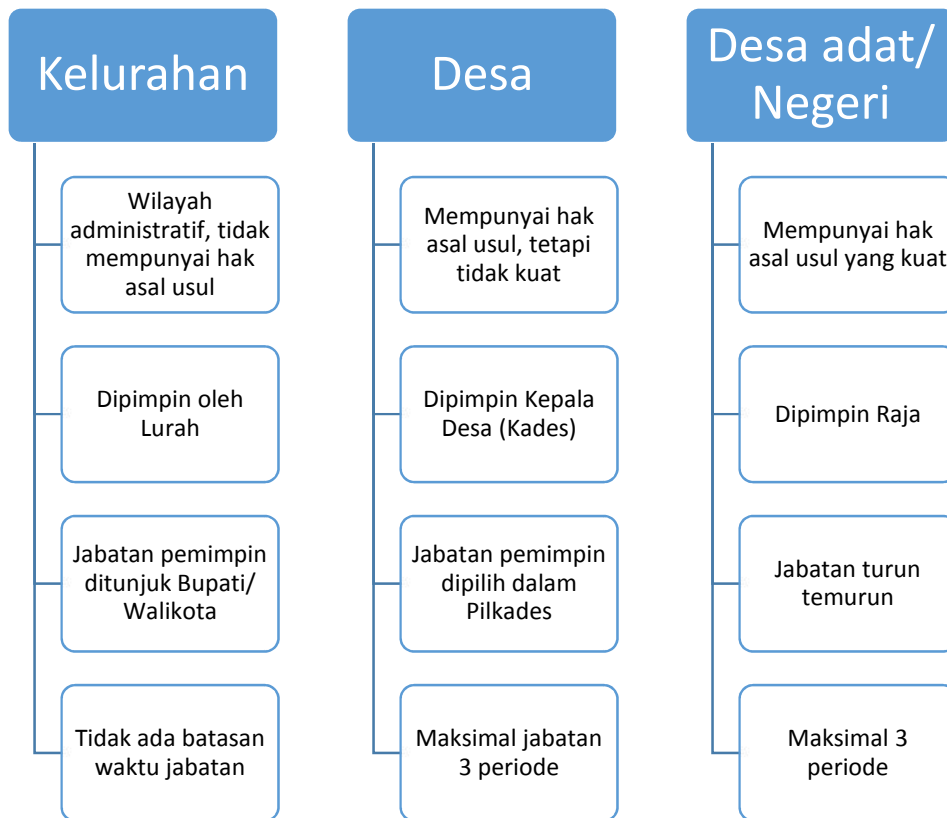 Kelurahan
Wilayah
administratif, tidak
mempunyai hak
asal usul
Dipimpin oleh
Lurah
Jabatan pemimpin
ditunjuk Bupati/
Walikota
Tidak ada batasan
waktu jabatan
Desa
Mempunyai hak
asal usul, tetapi
tidak kuat
Dipimpin Kepala
Desa (Kades)
Jabatan pemimpin
dipilih dalam
Pilkades
Maksimal jabatan
3 periode
Desa adat/
Negeri
Mempunyai hak
asal usul yang kuat
Dipimpin Raja
Jabatan turun
temurun
Maksimal 3
periode